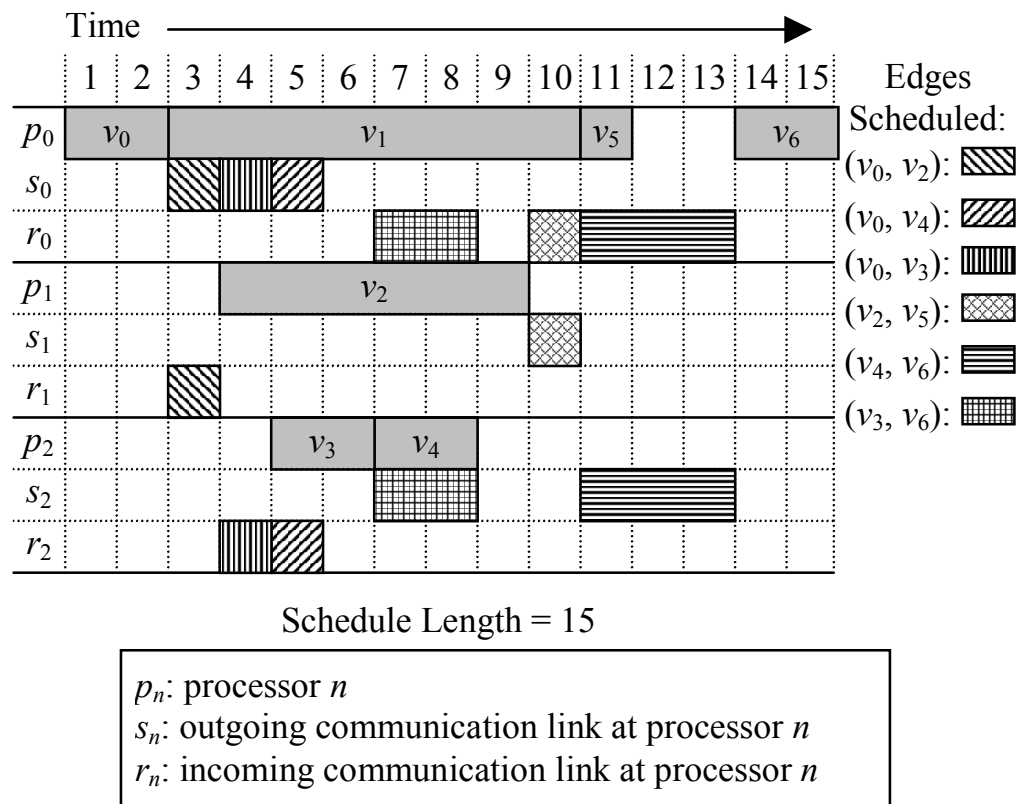 Time
1 2 3 4 5 6 7 8 9 10 11 12 13 14 15 Edges
Scheduled:
p0 v0 v1 v5 v6
(v0, v2):
s0
(v0, v4):
r0
(v0, v3):
p1 v2
(v2, v5):
s1
(v4, v6):
r1
(v3, v6):
p2 v3 v4
s2
r2
Schedule Length = 15
pn: processor n
sn: outgoing communication link at processor n
rn: incoming communication link at processor n